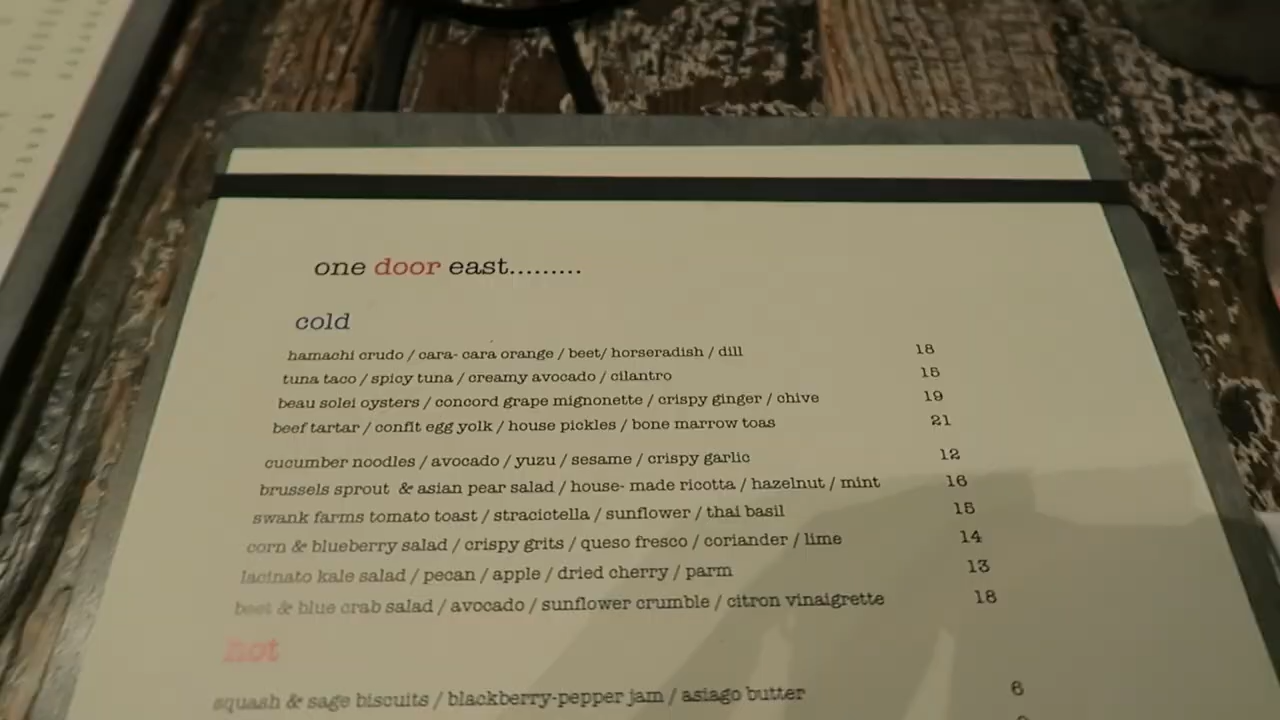 one door east.........
cold
hamachi crudo / cara- cara orange / beet/ horseradish / dill 18
tuna taco / spicy tuna / creamy avocado / cilantro 18
beau solei oysters / concord grape mignonette / crispy ginger / chive 19
beef tartar / confit egg yolk / house pickles / bone marrow toas 21
cucumber noodles / avocado / yuzu / sesame / crispy garlic 12
brussels sprout & asian pear salad / house- made ricotta / hazelnut / mint 16
swank farms tomato toast / stracictella / sunflower / thai basil 15
corn & blueberry salad / crispy grits / queso fresco / coriander / lime 14
lacinato kale salad / pecan / apple / dried cherry / parm 13
beet & blue crab salad / avocado / sunflower crumble / citron vinaigrette 18
hot
squash & sage biscuits / blackberry-pepper jam / asiago butter 6